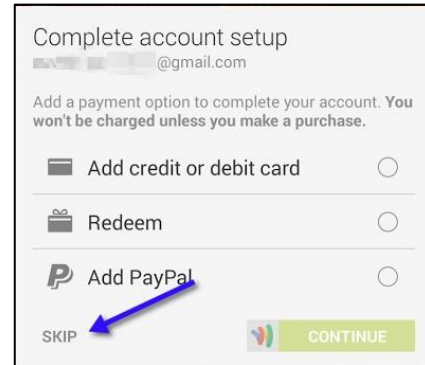 Complete account setup
@gmail.com
Add a payment option to complete your account. You
won't be charged unless you make a purchase.
Add credit or debit card
Redeem
Add PayPal
SKIP
CONTINUE